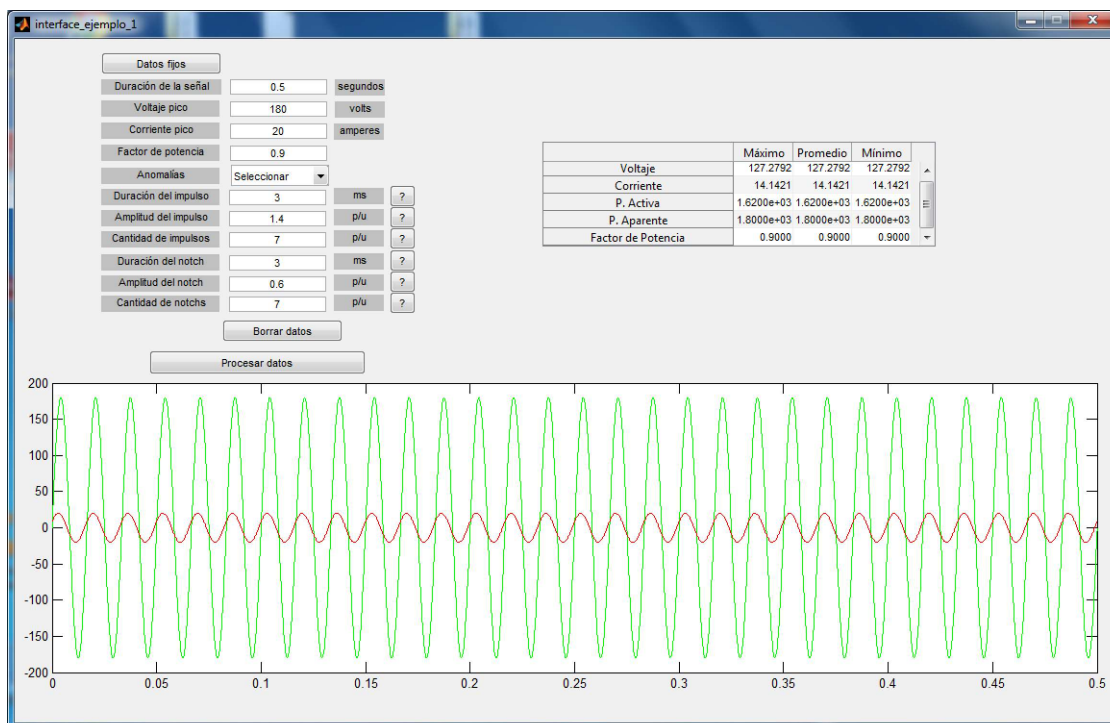 interface_ejemplo_1
Datos fijos
Duración de la señal 0.5 segundos
Voltaje pico 180 volts
Corriente pico 20 amperes
Factor de potencia 0.9
Anomalías Seleccionar
Duración del impulso 3 ms ?
Amplitud del impulso 1.4 p/u ?
Cantidad de impulsos 7 p/u ?
Duración del notch 3 ms ?
Amplitud del notch 0.6 p/u ?
Cantidad de notchs 7 p/u ?
Borrar datos
Procesar datos
Máximo Promedio Mínimo
Voltaje 127.2792 127.2792 127.2792
Corriente 14.1421 14.1421 14.1421
P. Activa 1.6200e+03 1.6200e+03 1.6200e+03
P. Aparente 1.8000e+03 1.8000e+03 1.8000e+03
Factor de Potencia 0.9000 0.9000 0.9000
200
150
100
50
0
-50
-100
-150
-200
0 0.05 0.1 0.15 0.2 0.25 0.3 0.35 0.4 0.45 0.5